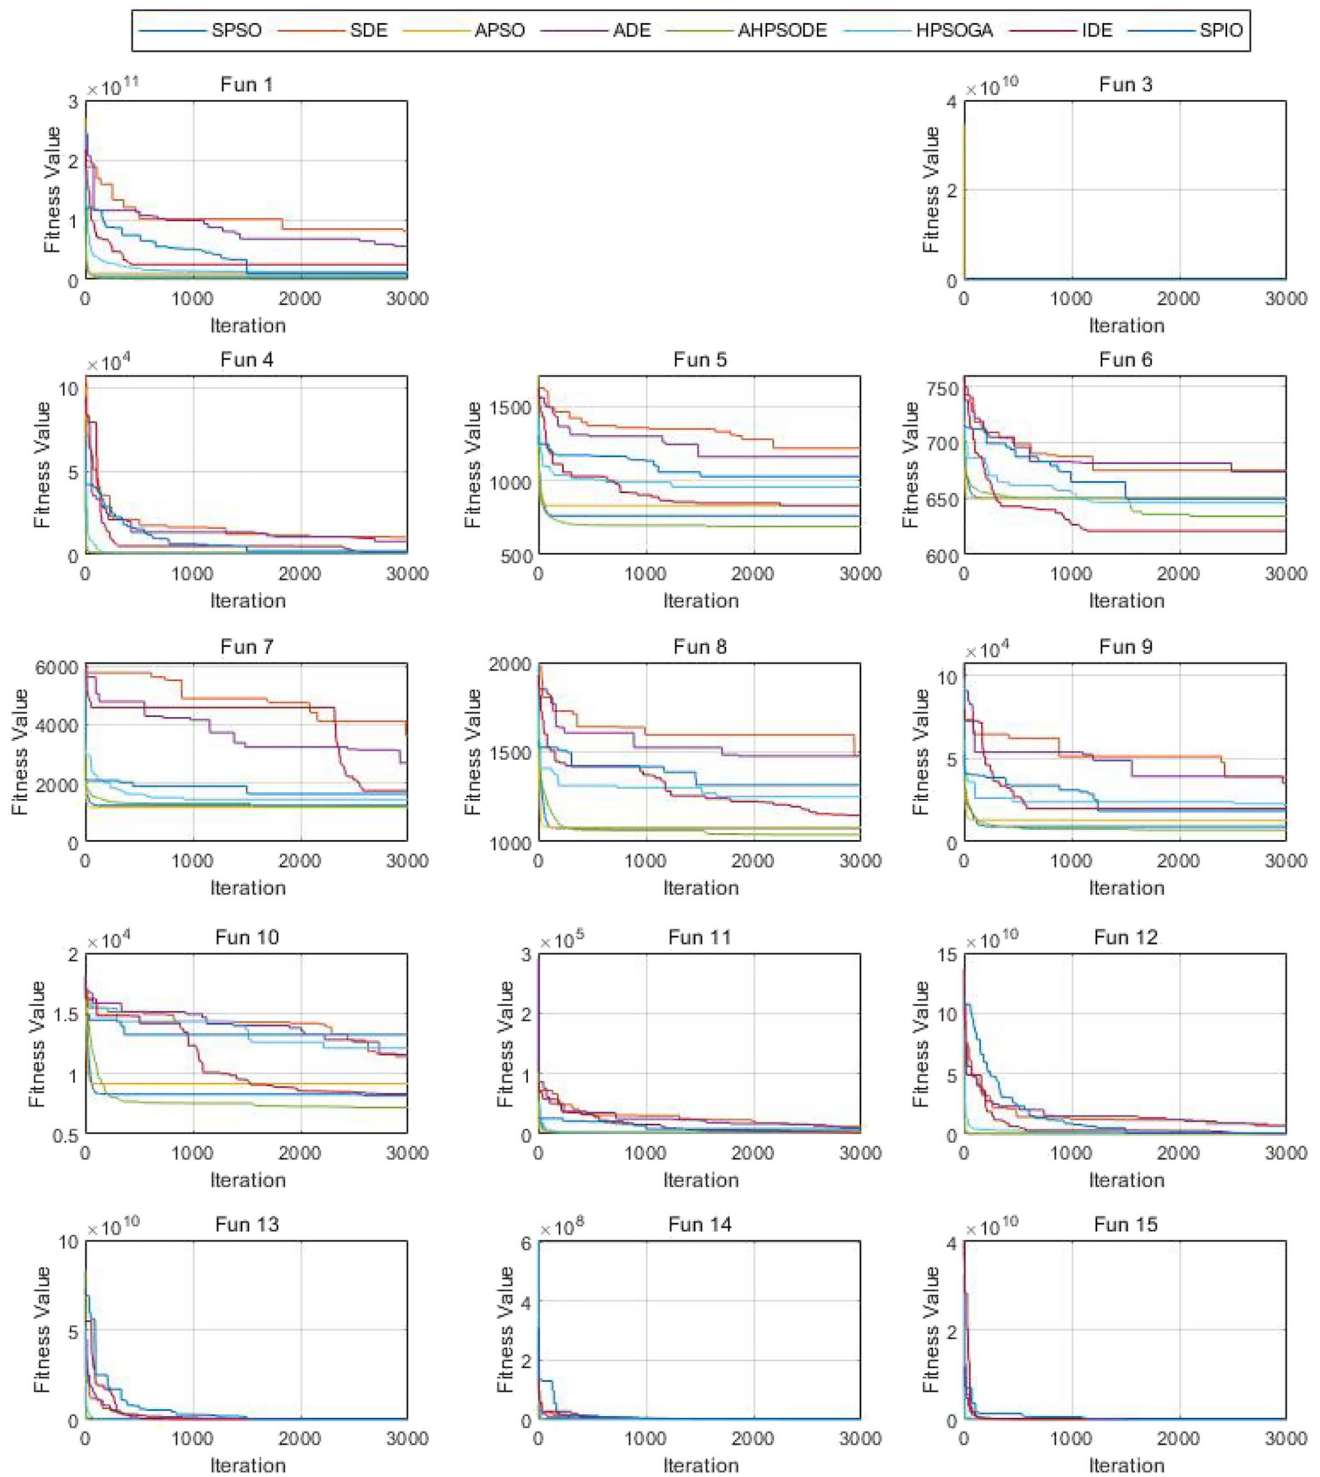 SPSO SDE APSO ADE AHPSODE HPSOGA IDE SPIO
×10^11 Fun 1
3
2
1
0
Fitness Value
0 1000 2000 3000
Iteration
×10^10 Fun 3
4
2
0
Fitness Value
0 1000 2000 3000
Iteration
×10^4 Fun 4
10
5
0
Fitness Value
0 1000 2000 3000
Iteration
Fun 5
1500
1000
500
Fitness Value
0 1000 2000 3000
Iteration
Fun 6
750
700
650
600
Fitness Value
0 1000 2000 3000
Iteration
Fun 7
6000
4000
2000
0
Fitness Value
0 1000 2000 3000
Iteration
Fun 8
2000
1500
1000
Fitness Value
0 1000 2000 3000
Iteration
×10^4 Fun 9
10
5
0
Fitness Value
0 1000 2000 3000
Iteration
×10^4 Fun 10
2
1.5
1
0.5
Fitness Value
0 1000 2000 3000
Iteration
×10^5 Fun 11
3
2
1
0
Fitness Value
0 1000 2000 3000
Iteration
×10^10 Fun 12
15
10
5
0
Fitness Value
0 1000 2000 3000
Iteration
×10^10 Fun 13
10
5
0
Fitness Value
0 1000 2000 3000
Iteration
×10^8 Fun 14
6
4
2
0
Fitness Value
0 1000 2000 3000
Iteration
×10^10 Fun 15
4
2
0
Fitness Value
0 1000 2000 3000
Iteration